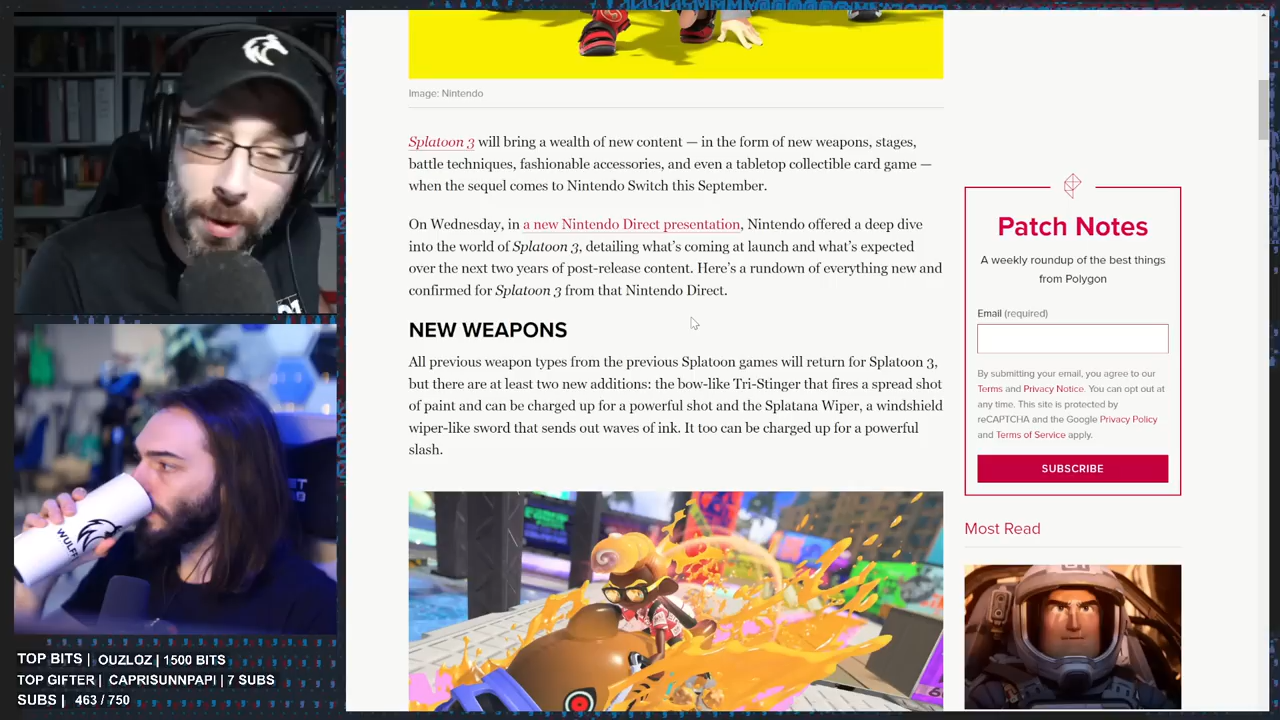 Image: Nintendo
Splatoon 3 will bring a wealth of new content — in the form of new weapons, stages,
battle techniques, fashionable accessories, and even a tabletop collectible card game —
when the sequel comes to Nintendo Switch this September.
On Wednesday, in a new Nintendo Direct presentation, Nintendo offered a deep dive
into the world of Splatoon 3, detailing what's coming at launch and what's expected
over the next two years of post-release content. Here's a rundown of everything new and
confirmed for Splatoon 3 from that Nintendo Direct.
NEW WEAPONS
All previous weapon types from the previous Splatoon games will return for Splatoon 3,
but there are at least two new additions: the bow-like Tri-Stinger that fires a spread shot
of paint and can be charged up for a powerful shot and the Splatana Wiper, a windshield
wiper-like sword that sends out waves of ink. It too can be charged up for a powerful
slash.
Patch Notes
A weekly roundup of the best things
from Polygon
Email (required)
By submitting your email, you agree to our
Terms and Privacy Notice. You can opt out at
any time. This site is protected by
reCAPTCHA and the Google Privacy Policy
and Terms of Service apply.
SUBSCRIBE
Most Read
TOP BITS | OUZLOZ | 1500 BITS
TOP GIFTER | CAPRISUNNPAPI | 7 SUBS
SUBS | 463 / 750